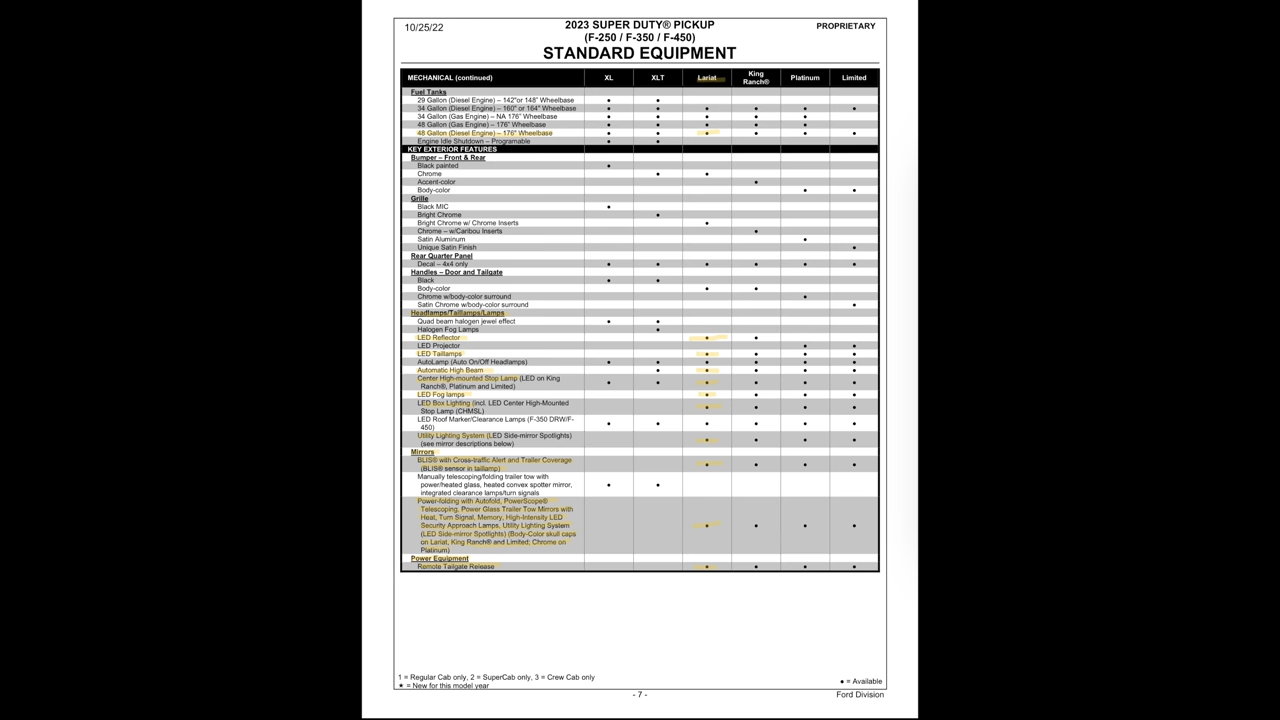 10/25/22
2023 SUPER DUTY® PICKUP
PROPRIETARY
(F-250 / F-350 / F-450)
STANDARD EQUIPMENT
MECHANICAL (continued) XL XLT Lariat King Ranch® Platinum Limited
Fuel Tanks
29 Gallon (Diesel Engine) – 142"or 148" Wheelbase ● ●
34 Gallon (Diesel Engine) – 160" or 164" Wheelbase ● ● ● ● ● ●
34 Gallon (Gas Engine) – NA 176" Wheelbase ● ● ● ● ●
48 Gallon (Gas Engine) – 176" Wheelbase ● ● ● ● ●
48 Gallon (Diesel Engine) – 176" Wheelbase ● ● ● ● ● ●
Engine Idle Shutdown – Programable ● ●
KEY EXTERIOR FEATURES
Bumper – Front & Rear
Black painted ●
Chrome ● ●
Accent-color ●
Body-color ● ●
Grille
Black MIC ●
Bright Chrome ●
Bright Chrome w/ Chrome Inserts ●
Chrome – w/Caribou Inserts ●
Satin Aluminum ●
Unique Satin Finish ●
Rear Quarter Panel
Decal – 4x4 only ● ● ● ● ● ●
Handles – Door and Tailgate
Black ● ●
Body-color ● ●
Chrome w/body-color surround ●
Satin Chrome w/body-color surround ●
Headlamps/Taillamps/Lamps
Quad beam halogen jewel effect ● ●
Halogen Fog Lamps ●
LED Reflector ● ●
LED Projector ● ●
LED Taillamps ● ● ● ●
AutoLamp (Auto On/Off Headlamps) ● ● ● ● ● ●
Automatic High Beam ● ● ● ● ●
Center High-mounted Stop Lamp (LED on King
Ranch®, Platinum and Limited) ● ● ● ● ● ●
LED Fog lamps ● ● ● ●
LED Box Lighting (incl. LED Center High-Mounted
Stop Lamp (CHMSL) ● ● ● ●
LED Roof Marker/Clearance Lamps (F-350 DRW/F-
450) ● ● ● ● ● ●
Utility Lighting System (LED Side-mirror Spotlights)
(see mirror descriptions below) ● ● ● ●
Mirrors
BLIS® with Cross-traffic Alert and Trailer Coverage
(BLIS® sensor in taillamp) ● ● ● ●
Manually telescoping/folding trailer tow with
power/heated glass, heated convex spotter mirror,
integrated clearance lamps/turn signals ● ●
Power-folding with Autofold, PowerScope®
Telescoping, Power Glass Trailer Tow Mirrors with
Heat, Turn Signal, Memory, High-Intensity LED
Security Approach Lamps, Utility Lighting System
(LED Side-mirror Spotlights) (Body-Color skull caps
on Lariat, King Ranch® and Limited; Chrome on
Platinum) ● ● ● ●
Power Equipment
Remote Tailgate Release ● ● ● ●
1 = Regular Cab only, 2 = SuperCab only, 3 = Crew Cab only
★ = New for this model year
● = Available
- 7 -
Ford Division